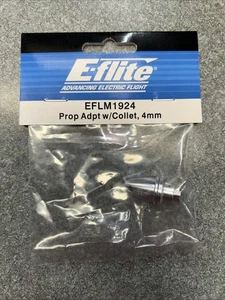 E-flite®
ADVANCING ELECTRIC FLIGHT
EFLM1924
Prop Adpt w/Collet, 4mm